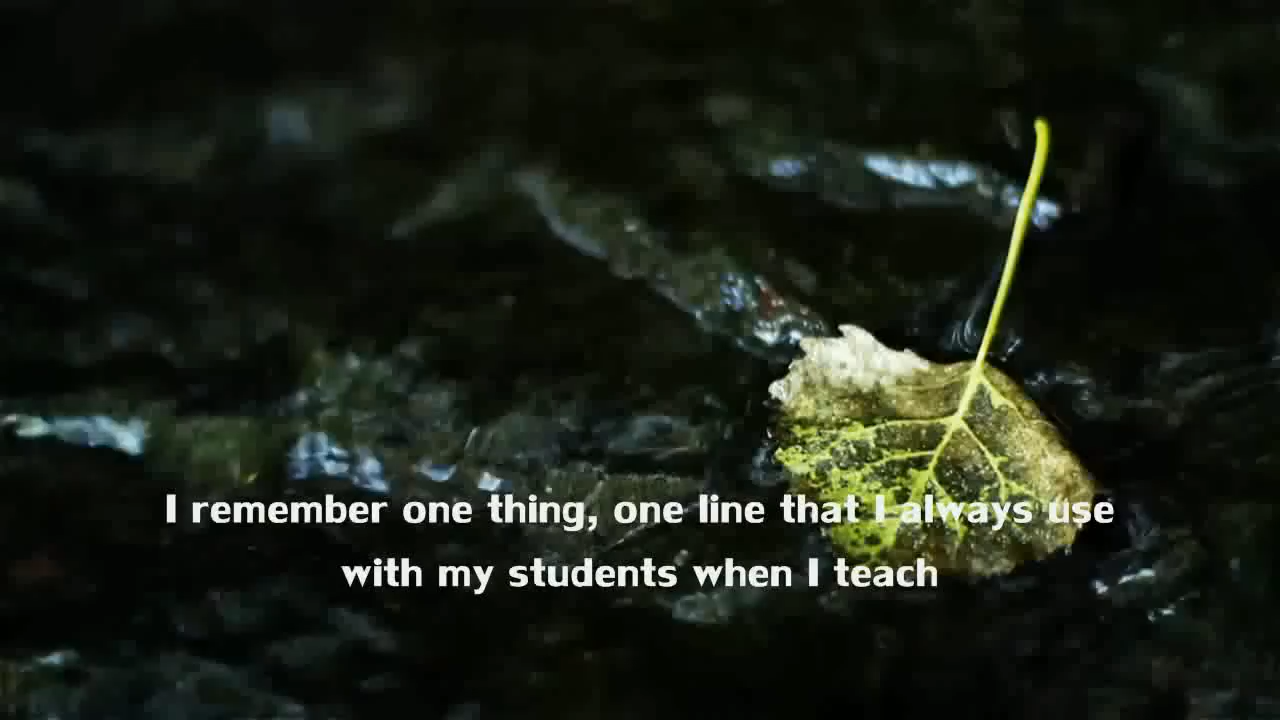 I remember one thing, one line that I always use
with my students when I teach